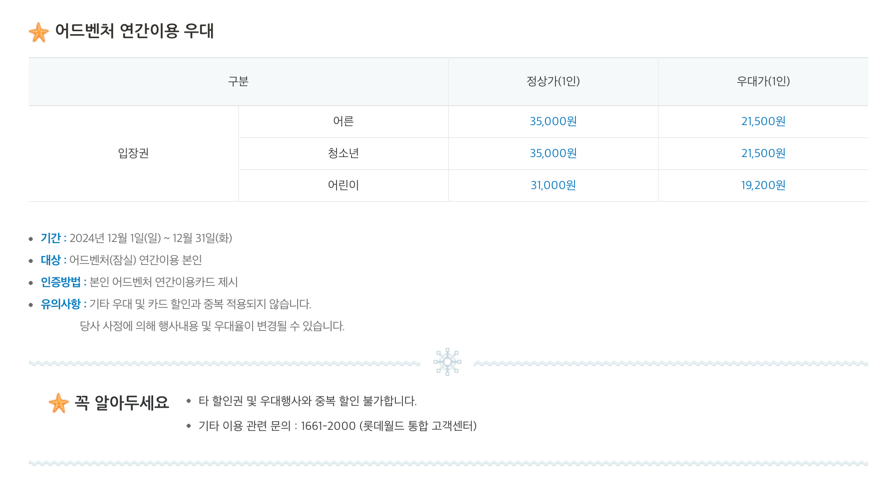 어드벤처 연간이용 우대
구분 정상가(1인) 우대가(1인)
입장권
어른 35,000원 21,500원
청소년 35,000원 21,500원
어린이 31,000원 19,200원
기간 : 2024년 12월 1일(일) ~ 12월 31일(화)
대상 : 어드벤처(잠실) 연간이용 본인
인증방법 : 본인 어드벤처 연간이용카드 제시
유의사항 : 기타 우대 및 카드 할인과 중복 적용되지 않습니다.
당사 사정에 의해 행사내용 및 우대율이 변경될 수 있습니다.
꼭 알아두세요
타 할인권 및 우대행사와 중복 할인 불가합니다.
기타 이용 관련 문의 : 1661-2000 (롯데월드 통합 고객센터)